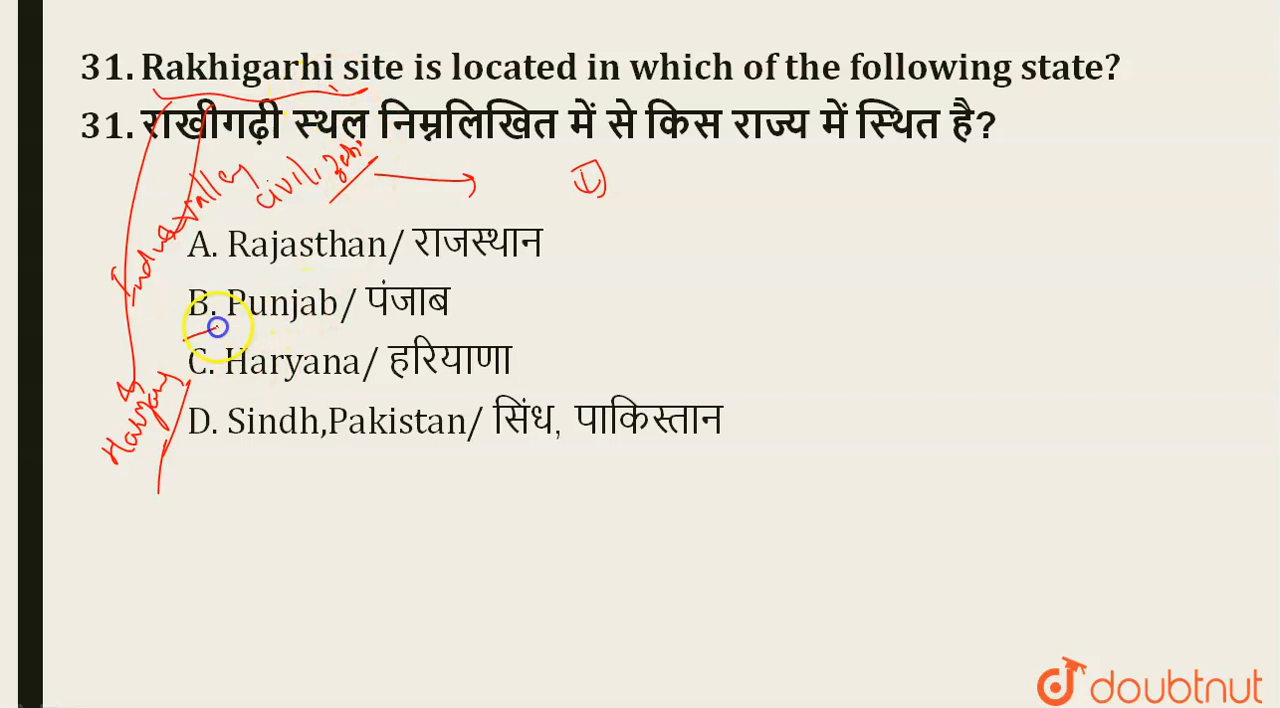 31. Rakhigarhi site is located in which of the following state?
31. राखीगढ़ी स्थल निम्नलिखित में से किस राज्य में स्थित है?
Indus Valley
A. Rajasthan/ राजस्थान
B. Punjab/ पंजाब
C. Haryana/ हरियाणा
D. Sindh,Pakistan/ सिंध, पाकिस्तान
Haryana
doubtnut